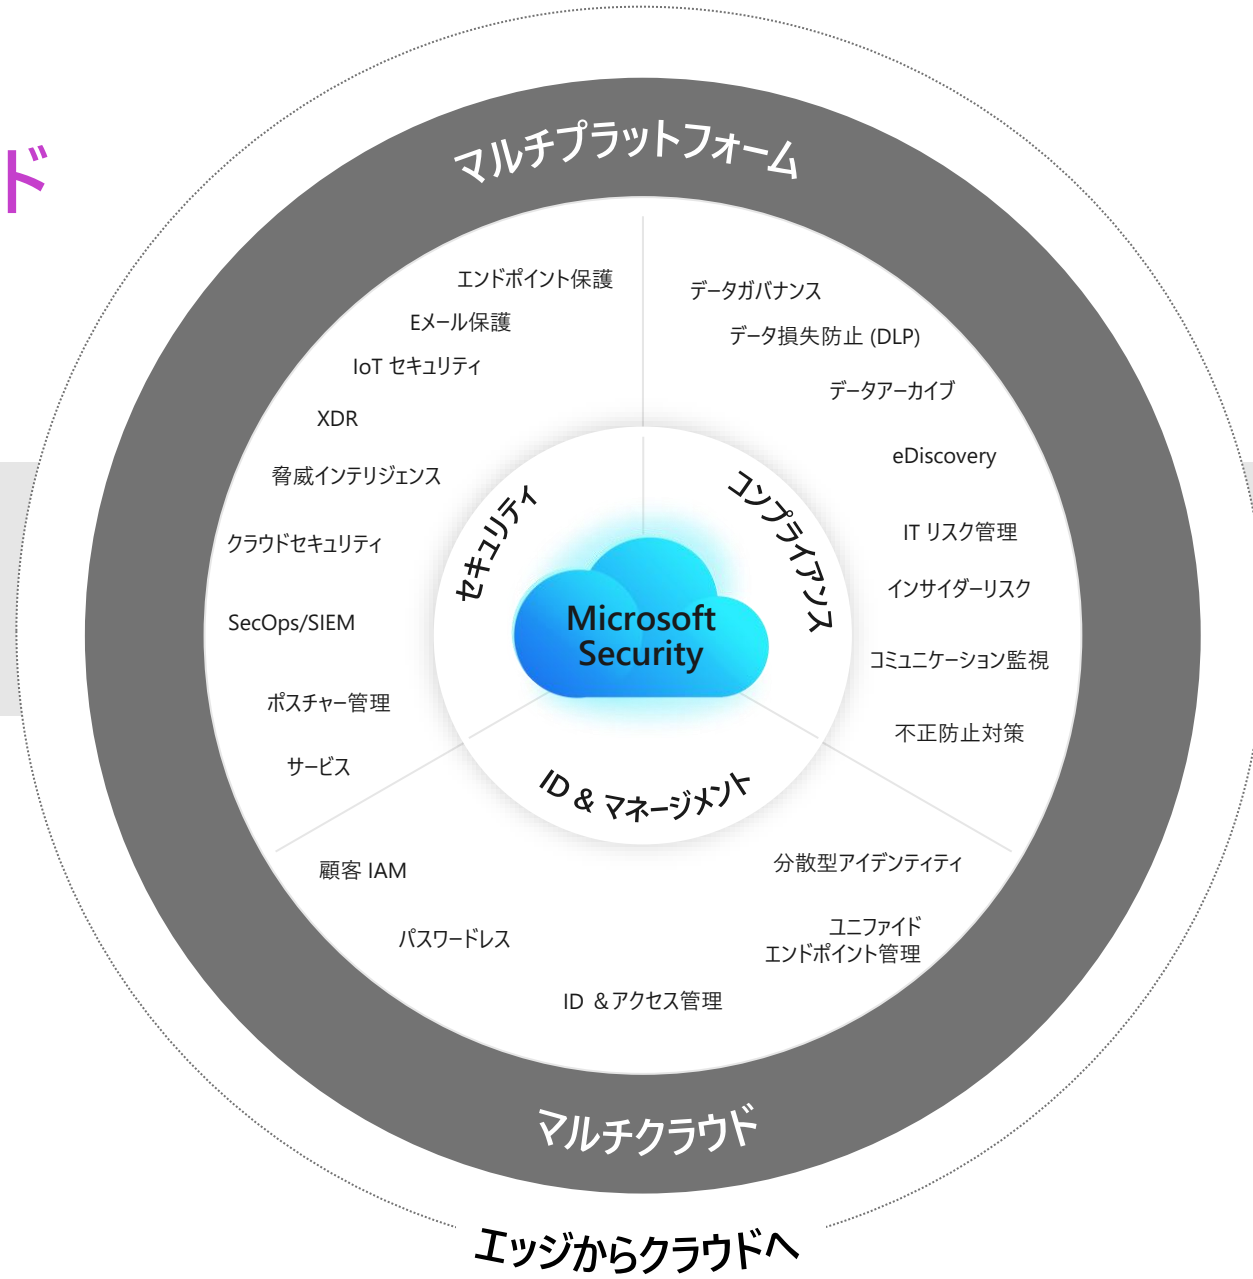 ド
マルチプラットフォーム
エンドポイント保護
Eメール保護
IoT セキュリティ
XDR
脅威インテリジェンス
クラウドセキュリティ
SecOps/SIEM
ポスチャー管理
サービス
データガバナンス
データ損失防止 (DLP)
データアーカイブ
eDiscovery
IT リスク管理
インサイダーリスク
コミュニケーション監視
不正防止対策
セキュリティ
コンプライアンス
Microsoft
Security
ID & マネージメント
顧客 IAM
パスワードレス
ID ＆アクセス管理
分散型アイデンティティ
ユニファイド
エンドポイント管理
マルチクラウド
エッジからクラウドへ